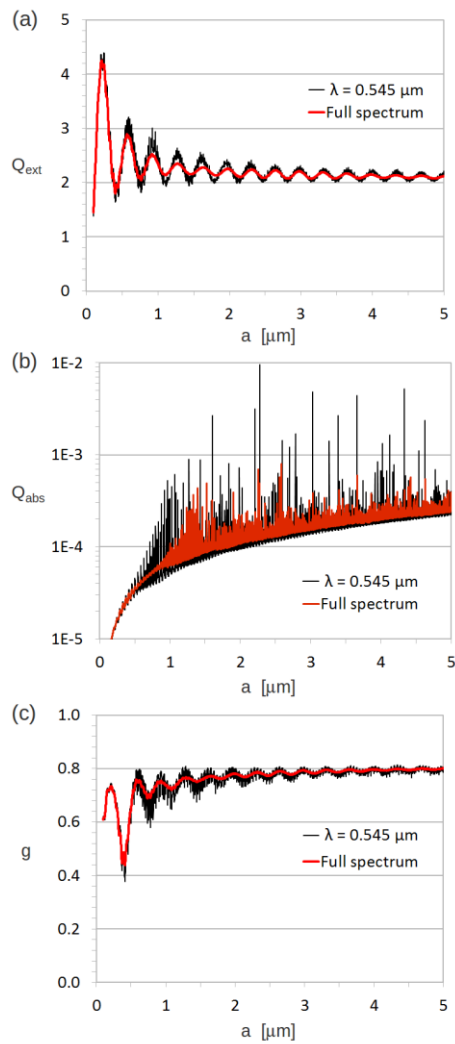 (a)
5
4
3
2
1
0
Qext
λ = 0.545 µm
Full spectrum
0 1 2 3 4 5
a [µm]
(b)
1E-2
1E-3
1E-4
1E-5
Qabs
λ = 0.545 µm
Full spectrum
0 1 2 3 4 5
a [µm]
(c)
1.0
0.8
0.6
0.4
0.2
0.0
g
λ = 0.545 µm
Full spectrum
0 1 2 3 4 5
a [µm]